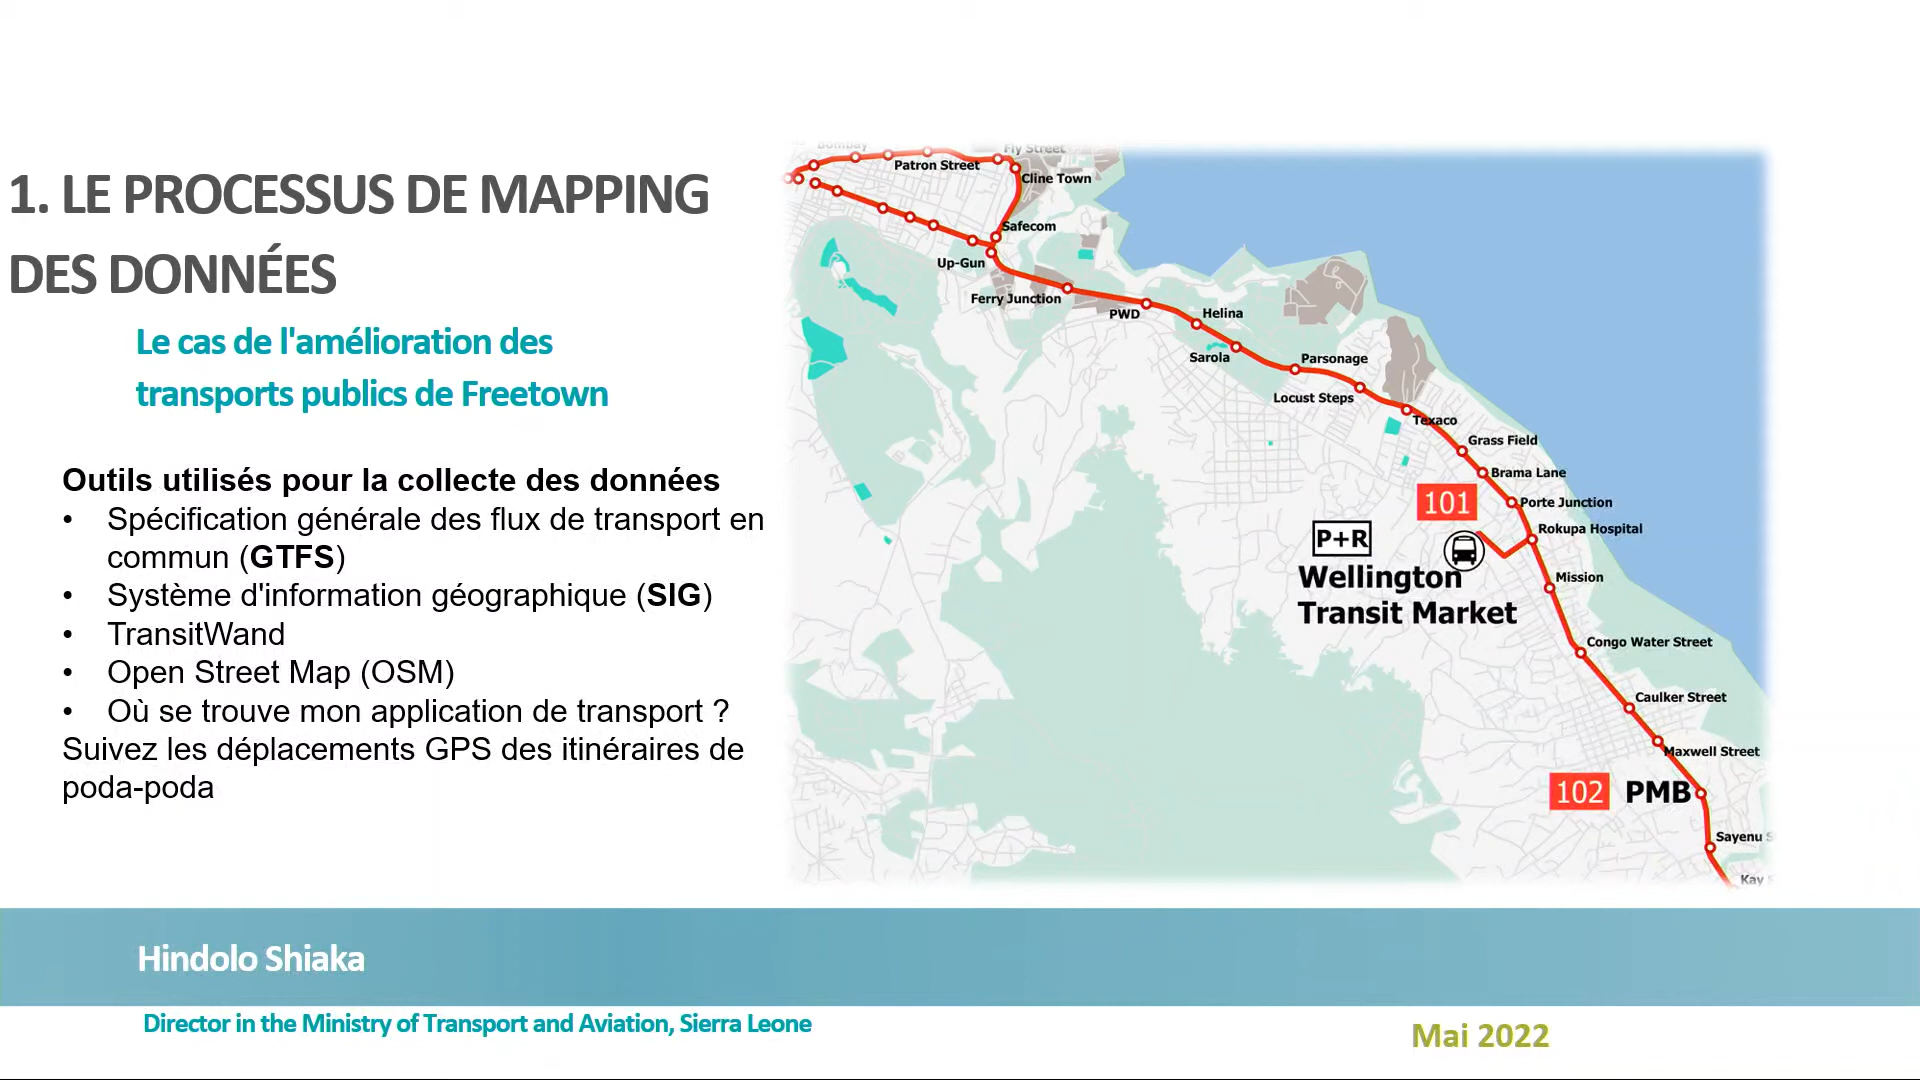 1. LE PROCESSUS DE MAPPING
DES DONNÉES
Le cas de l'amélioration des
transports publics de Freetown
Outils utilisés pour la collecte des données
• Spécification générale des flux de transport en
commun (GTFS)
• Système d'information géographique (SIG)
• TransitWand
• Open Street Map (OSM)
• Où se trouve mon application de transport ?
Suivez les déplacements GPS des itinéraires de
poda-poda
Bombay
Fly Street
Patron Street
Cline Town
Safecom
Up-Gun
Ferry Junction
PWD
Helina
Sarola
Parsonage
Locust Steps
Texaco
Grass Field
Brama Lane
101
Porte Junction
P+R
Rokupa Hospital
Wellington
Transit Market
Mission
Congo Water Street
Caulker Street
Maxwell Street
102 PMB
Sayenu S
Kay
Hindolo Shiaka
Director in the Ministry of Transport and Aviation, Sierra Leone
Mai 2022